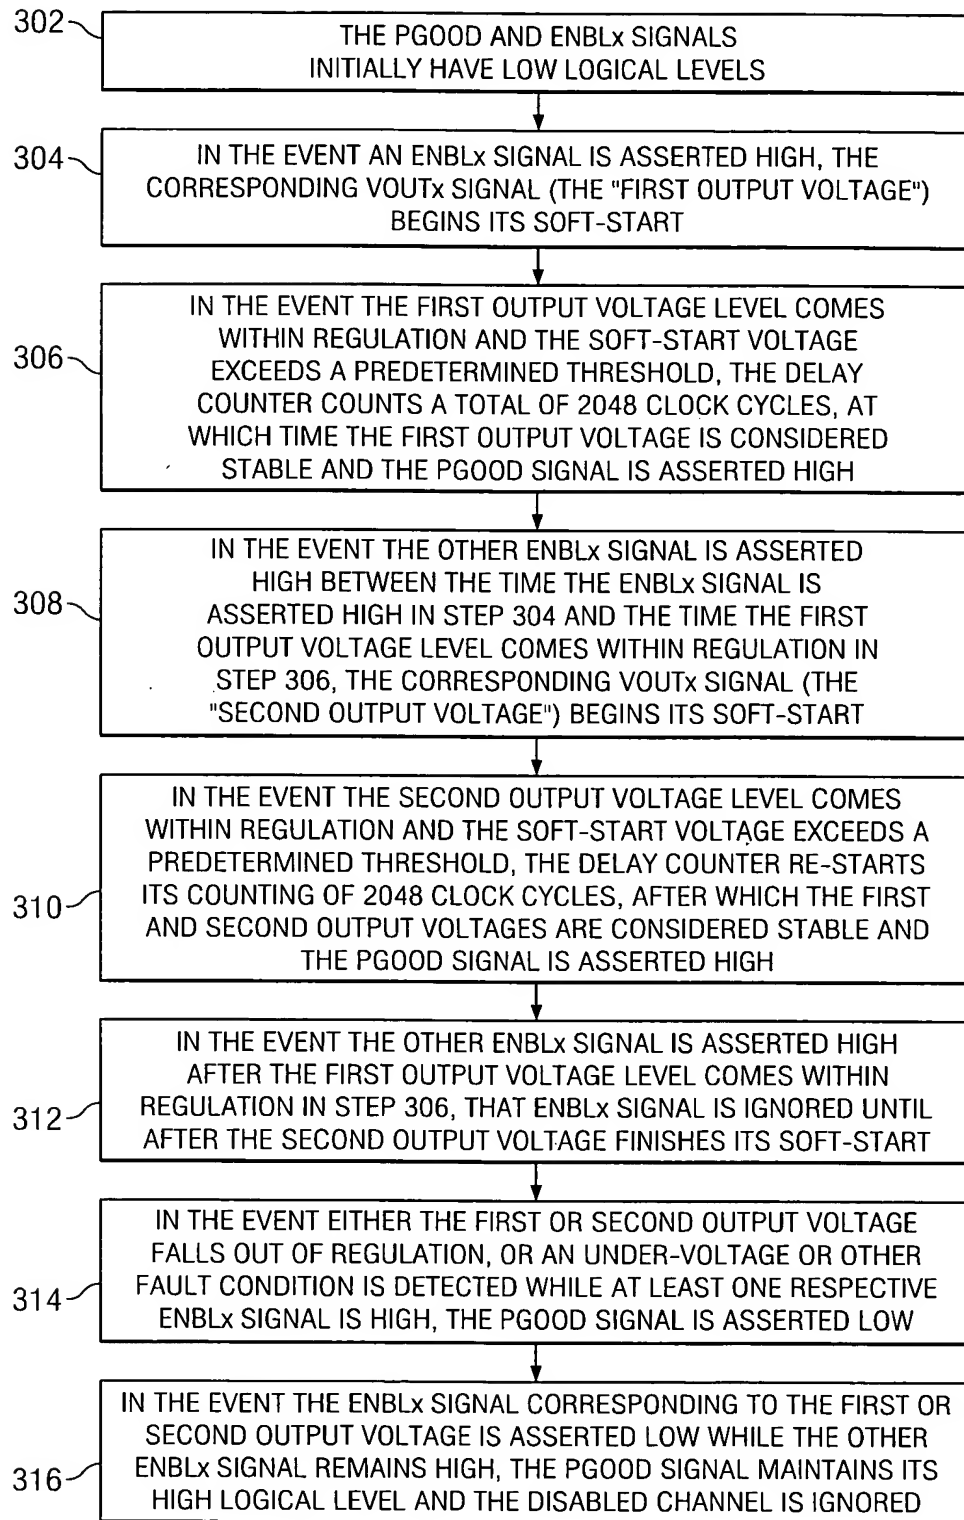 302
THE PGOOD AND ENBLx SIGNALS
INITIALLY HAVE LOW LOGICAL LEVELS
304
IN THE EVENT AN ENBLx SIGNAL IS ASSERTED HIGH, THE
CORRESPONDING VOUTx SIGNAL (THE "FIRST OUTPUT VOLTAGE")
BEGINS ITS SOFT-START
306
IN THE EVENT THE FIRST OUTPUT VOLTAGE LEVEL COMES
WITHIN REGULATION AND THE SOFT-START VOLTAGE
EXCEEDS A PREDETERMINED THRESHOLD, THE DELAY
COUNTER COUNTS A TOTAL OF 2048 CLOCK CYCLES, AT
WHICH TIME THE FIRST OUTPUT VOLTAGE IS CONSIDERED
STABLE AND THE PGOOD SIGNAL IS ASSERTED HIGH
308
IN THE EVENT THE OTHER ENBLx SIGNAL IS ASSERTED
HIGH BETWEEN THE TIME THE ENBLx SIGNAL IS
ASSERTED HIGH IN STEP 304 AND THE TIME THE FIRST
OUTPUT VOLTAGE LEVEL COMES WITHIN REGULATION IN
STEP 306, THE CORRESPONDING VOUTx SIGNAL (THE
"SECOND OUTPUT VOLTAGE") BEGINS ITS SOFT-START
310
IN THE EVENT THE SECOND OUTPUT VOLTAGE LEVEL COMES
WITHIN REGULATION AND THE SOFT-START VOLTAGE EXCEEDS A
PREDETERMINED THRESHOLD, THE DELAY COUNTER RE-STARTS
ITS COUNTING OF 2048 CLOCK CYCLES, AFTER WHICH THE FIRST
AND SECOND OUTPUT VOLTAGES ARE CONSIDERED STABLE AND
THE PGOOD SIGNAL IS ASSERTED HIGH
312
IN THE EVENT THE OTHER ENBLx SIGNAL IS ASSERTED HIGH
AFTER THE FIRST OUTPUT VOLTAGE LEVEL COMES WITHIN
REGULATION IN STEP 306, THAT ENBLx SIGNAL IS IGNORED UNTIL
AFTER THE SECOND OUTPUT VOLTAGE FINISHES ITS SOFT-START
314
IN THE EVENT EITHER THE FIRST OR SECOND OUTPUT VOLTAGE
FALLS OUT OF REGULATION, OR AN UNDER-VOLTAGE OR OTHER
FAULT CONDITION IS DETECTED WHILE AT LEAST ONE RESPECTIVE
ENBLx SIGNAL IS HIGH, THE PGOOD SIGNAL IS ASSERTED LOW
316
IN THE EVENT THE ENBLx SIGNAL CORRESPONDING TO THE FIRST OR
SECOND OUTPUT VOLTAGE IS ASSERTED LOW WHILE THE OTHER
ENBLx SIGNAL REMAINS HIGH, THE PGOOD SIGNAL MAINTAINS ITS
HIGH LOGICAL LEVEL AND THE DISABLED CHANNEL IS IGNORED